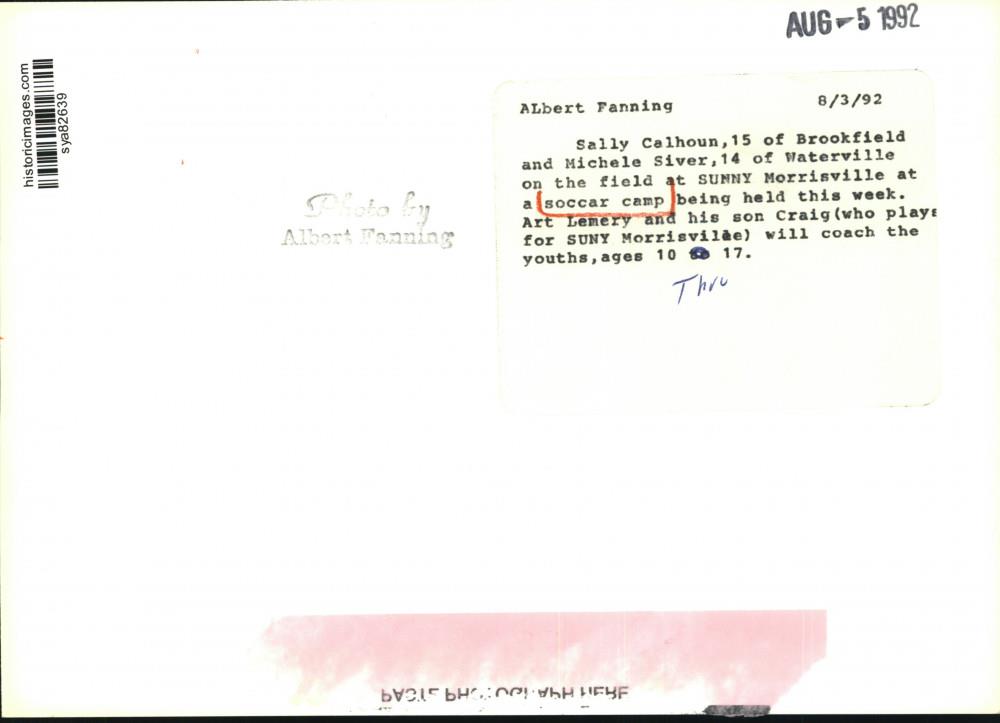 AUG - 5 1992
historicimages.com
sya82639
ALbert Fanning 8/3/92
Sally Calhoun,15 of Brookfield
and Michele Siver,14 of Waterville
on the field at SUNNY Morrisville at
a soccar camp being held this week.
Art Lemery and his son Craig(who plays
for SUNY Morrisville) will coach the
youths,ages 10 17.
Thru
Photo by
Albert Fanning
PASTE PHOTOGRAPH HERE